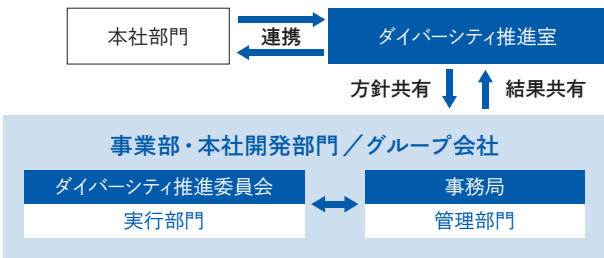 本社部門
連携
ダイバーシティ推進室
方針共有
結果共有
事業部・本社開発部門／グループ会社
ダイバーシティ推進委員会
実行部門
事務局
管理部門